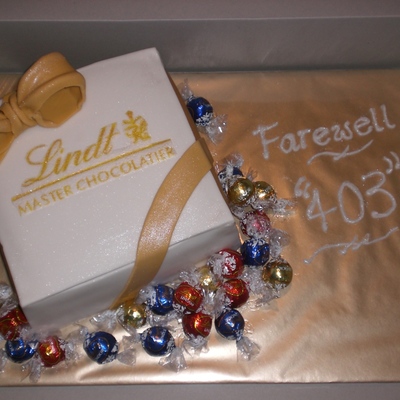 Lindt
MASTER CHOCOLATIER
Farewell
"403"